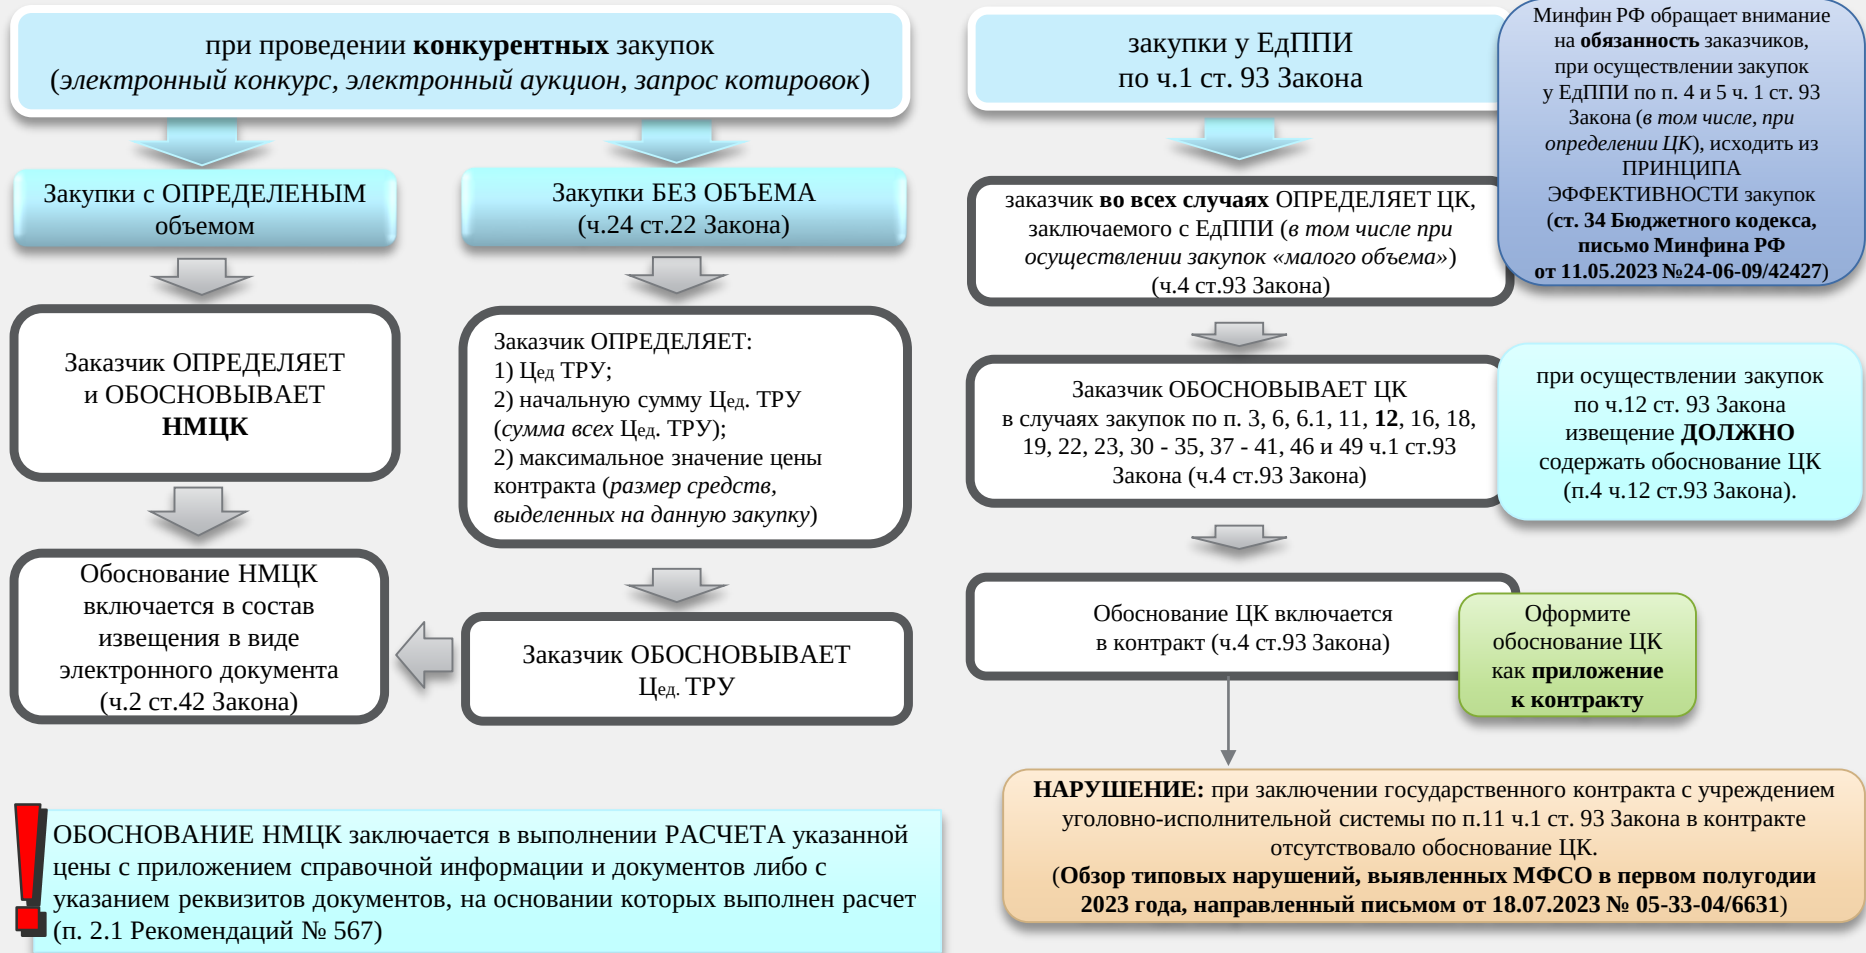 при проведении конкурентных закупок
(электронный конкурс, электронный аукцион, запрос котировок)
Закупки с ОПРЕДЕЛЕНЫМ
объемом
Заказчик ОПРЕДЕЛЯЕТ
и ОБОСНОВЫВАЕТ
НМЦК
Обоснование НМЦК
включается в состав
извещения в виде
электронного документа
(ч.2 ст.42 Закона)
Закупки БЕЗ ОБЪЕМА
(ч.24 ст.22 Закона)
Заказчик ОПРЕДЕЛЯЕТ:
1) Цед ТРУ;
2) начальную сумму Цед. ТРУ
(сумма всех Цед. ТРУ);
2) максимальное значение цены
контракта (размер средств,
выделенных на данную закупку)
Заказчик ОБОСНОВЫВАЕТ
Цед. ТРУ
ОБОСНОВАНИЕ НМЦК заключается в выполнении РАСЧЕТА указанной
цены с приложением справочной информации и документов либо с
указанием реквизитов документов, на основании которых выполнен расчет
(п. 2.1 Рекомендаций № 567)
закупки у ЕдППИ
по ч.1 ст. 93 Закона
заказчик во всех случаях ОПРЕДЕЛЯЕТ ЦК,
заключаемого с ЕдППИ (в том числе при
осуществлении закупок «малого объема»)
(ч.4 ст.93 Закона)
Заказчик ОБОСНОВЫВАЕТ ЦК
в случаях закупок по п. 3, 6, 6.1, 11, 12, 16, 18,
19, 22, 23, 30 - 35, 37 - 41, 46 и 49 ч.1 ст.93
Закона (ч.4 ст.93 Закона)
Обоснование ЦК включается
в контракт (ч.4 ст.93 Закона)
Минфин РФ обращает внимание
на обязанность заказчиков,
при осуществлении закупок
у ЕдППИ по п. 4 и 5 ч. 1 ст. 93
Закона (в том числе, при
определении ЦК), исходить из
ПРИНЦИПА
ЭФФЕКТИВНОСТИ закупок
(ст. 34 Бюджетного кодекса,
письмо Минфина РФ
от 11.05.2023 №24-06-09/42427)
при осуществлении закупок
по ч.12 ст. 93 Закона
извещение ДОЛЖНО
содержать обоснование ЦК
(п.4 ч.12 ст.93 Закона).
Оформите
обоснование ЦК
как приложение
к контракту
НАРУШЕНИЕ: при заключении государственного контракта с учреждением
уголовно-исполнительной системы по п.11 ч.1 ст. 93 Закона в контракте
отсутствовало обоснование ЦК.
(Обзор типовых нарушений, выявленных МФСО в первом полугодии
2023 года, направленный письмом от 18.07.2023 № 05-33-04/6631)